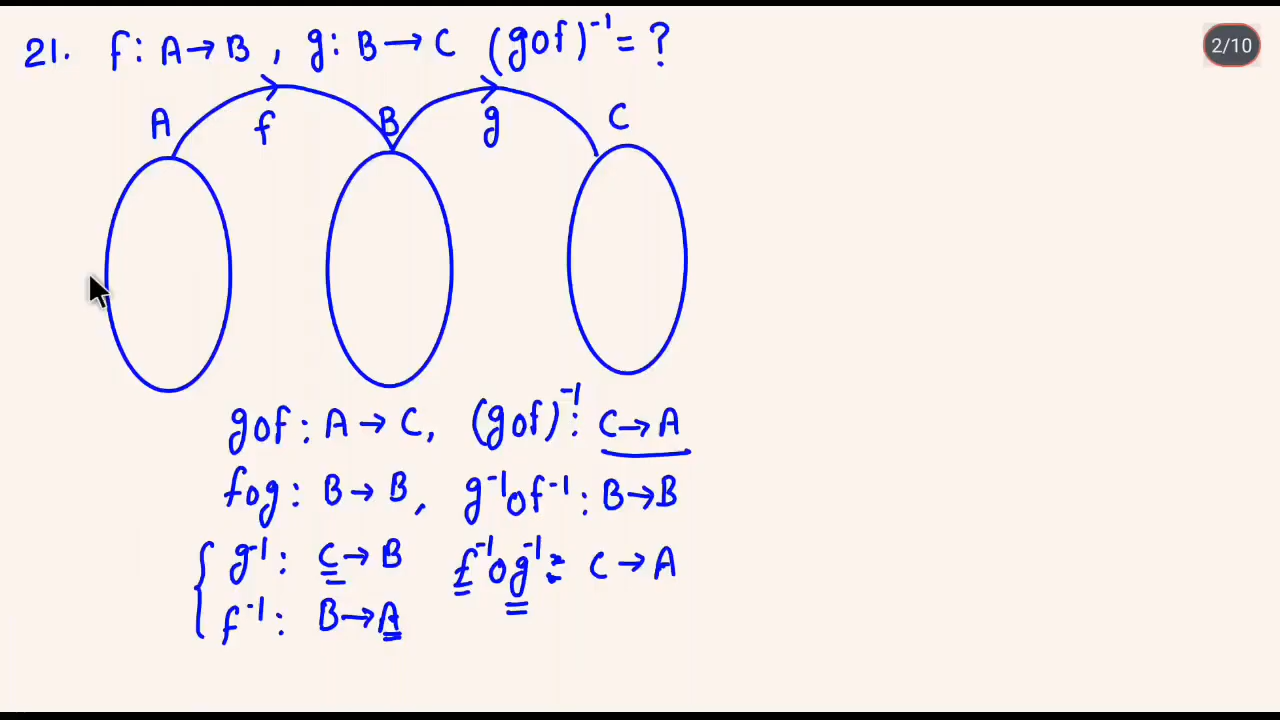 21. f: A→B, g: B→C (gof)⁻¹ = ?
2/10
A f B g C
gof: A→C, (gof)⁻¹: C→A
fog: B→B, g⁻¹of⁻¹: B→B
g⁻¹: C→B f⁻¹og⁻¹: C→A
f⁻¹: B→A